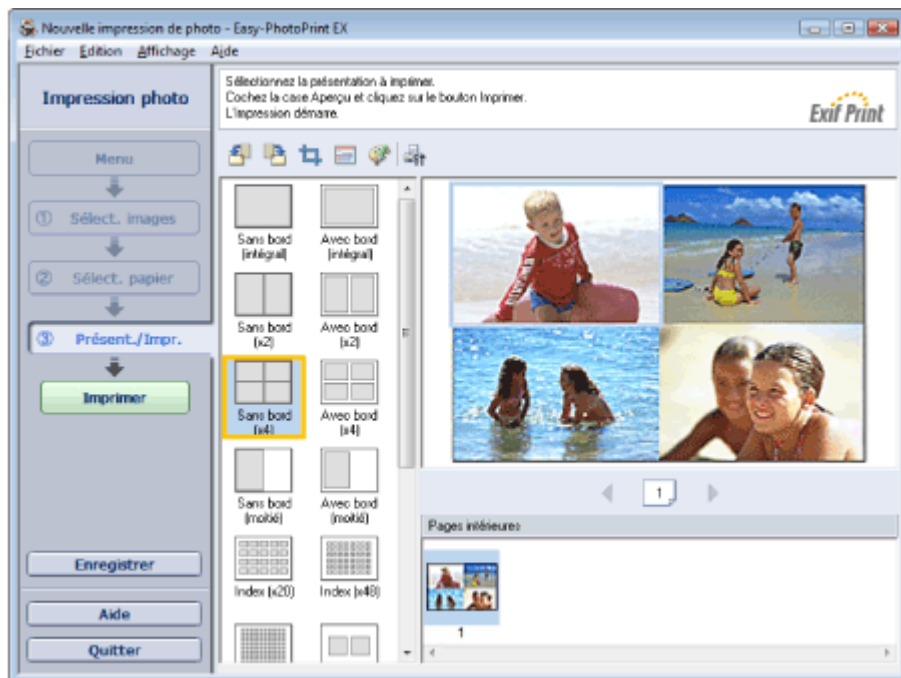 Nouvelle impression de photo - Easy-PhotoPrint EX
Fichier Edition Affichage Aide
Impression photo
Sélectionnez la présentation à imprimer.
Cochez la case Aperçu et cliquez sur le bouton Imprimer.
L'impression démarre.
Exif Print
Menu
① Sélect. images
② Sélect. papier
③ Présent./Impr.
Imprimer
Enregistrer
Aide
Quitter
Sans bord (intégral)
Avec bord (intégral)
Sans bord (x2)
Avec bord (x2)
Sans bord (x4)
Avec bord (x4)
Sans bord (moitié)
Avec bord (moitié)
Index (x20)
Index (x48)
1
Pages intérieures
1